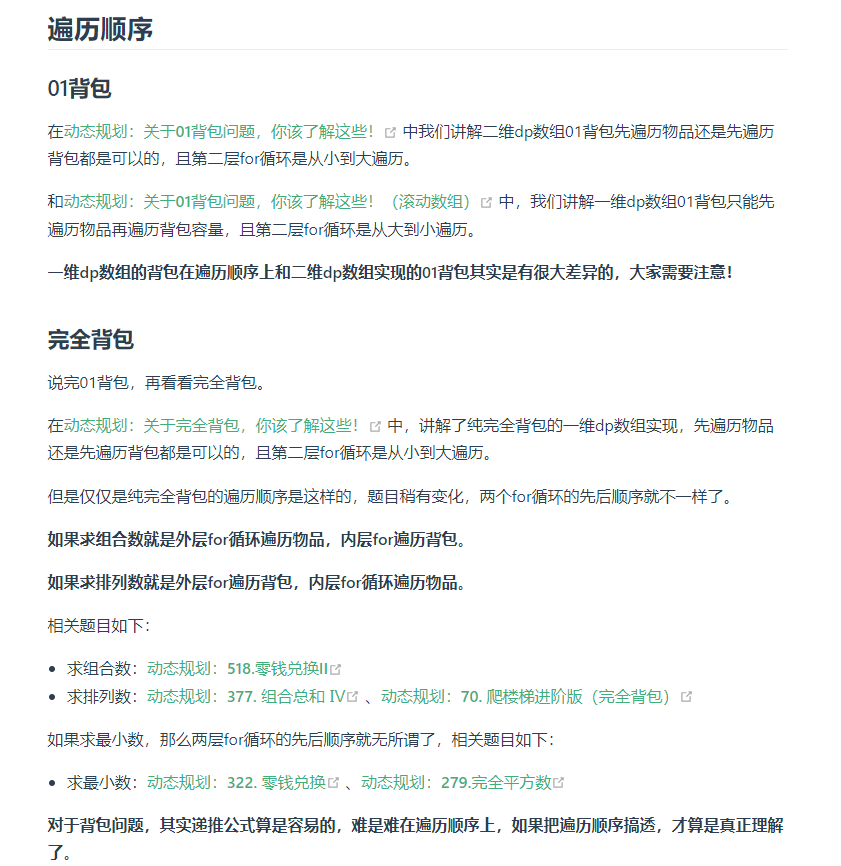 遍历顺序
01背包
在动态规划：关于01背包问题，你该了解这些！ 中我们讲解二维dp数组01背包先遍历物品还是先遍历
背包都是可以的，且第二层for循环是从小到大遍历。
和动态规划：关于01背包问题，你该了解这些！（滚动数组） 中，我们讲解一维dp数组01背包只能先
遍历物品再遍历背包容量，且第二层for循环是从大到小遍历。
一维dp数组的背包在遍历顺序上和二维dp数组实现的01背包其实是有很大差异的，大家需要注意！
完全背包
说完01背包，再看看完全背包。
在动态规划：关于完全背包，你该了解这些！ 中，讲解了纯完全背包的一维dp数组实现，先遍历物品
还是先遍历背包都是可以的，且第二层for循环是从小到大遍历。
但是仅仅是纯完全背包的遍历顺序是这样的，题目稍有变化，两个for循环的先后顺序就不一样了。
如果求组合数就是外层for循环遍历物品，内层for遍历背包。
如果求排列数就是外层for遍历背包，内层for循环遍历物品。
相关题目如下：
• 求组合数：动态规划：518.零钱兑换II
• 求排列数：动态规划：377. 组合总和 IV 、动态规划：70. 爬楼梯进阶版（完全背包）
如果求最小数，那么两层for循环的先后顺序就无所谓了，相关题目如下：
• 求最小数：动态规划：322. 零钱兑换 、动态规划：279.完全平方数
对于背包问题，其实递推公式算是容易的，难是难在遍历顺序上，如果把遍历顺序搞透，才算是真正理解
了。